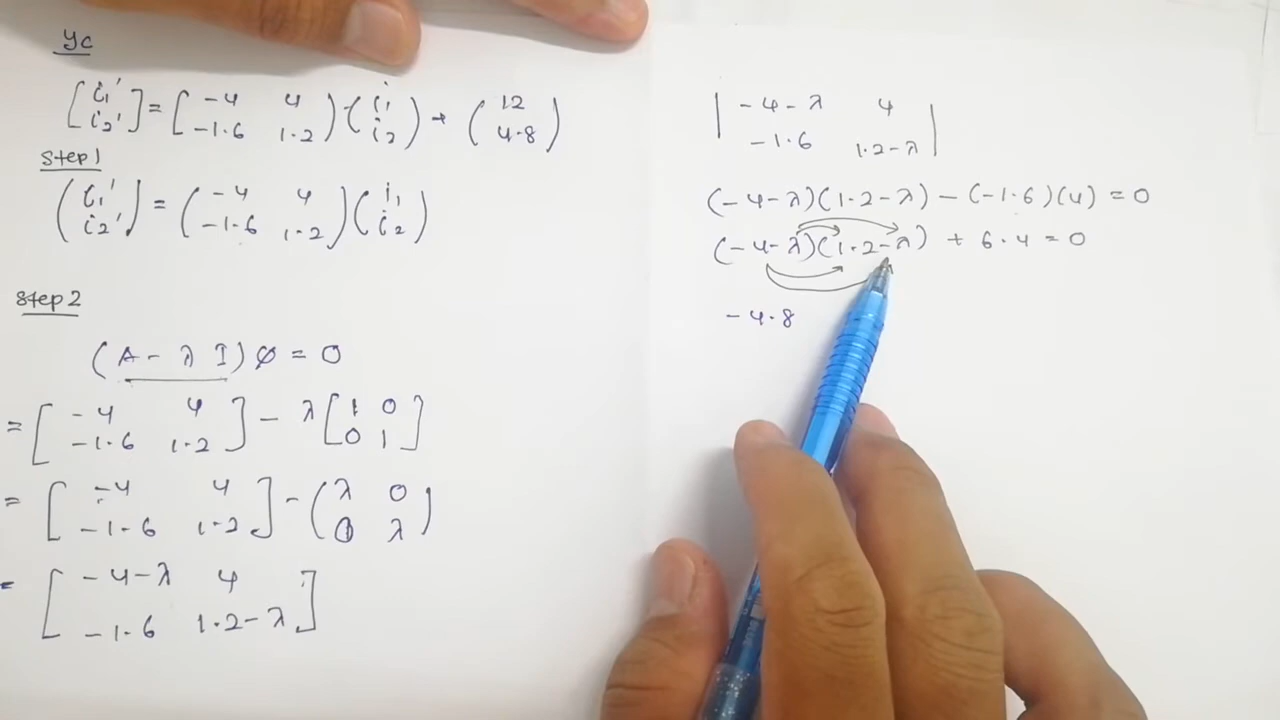 yc
[i₁' i₂'] = [-4 4 -1.6 1.2) (i₁ i₂) + (12 4.8)
Step 1
(i₁' i₂'] = (-4 4 -1.6 1.2) (i₁ i₂)
Step 2
(A - λ I) φ = 0
= [-4 4 -1.6 1.2] - λ [1 0 0 1]
= [-4 4 -1.6 1.2] - (λ 0 0 λ)
= [-4-λ 4 -1.6 1.2-λ]
| -4-λ 4 |
| -1.6 1.2-λ |
(-4-λ)(1.2-λ) - (-1.6)(4) = 0
(-4-λ)(1.2-λ) + 6.4 = 0
-4.8